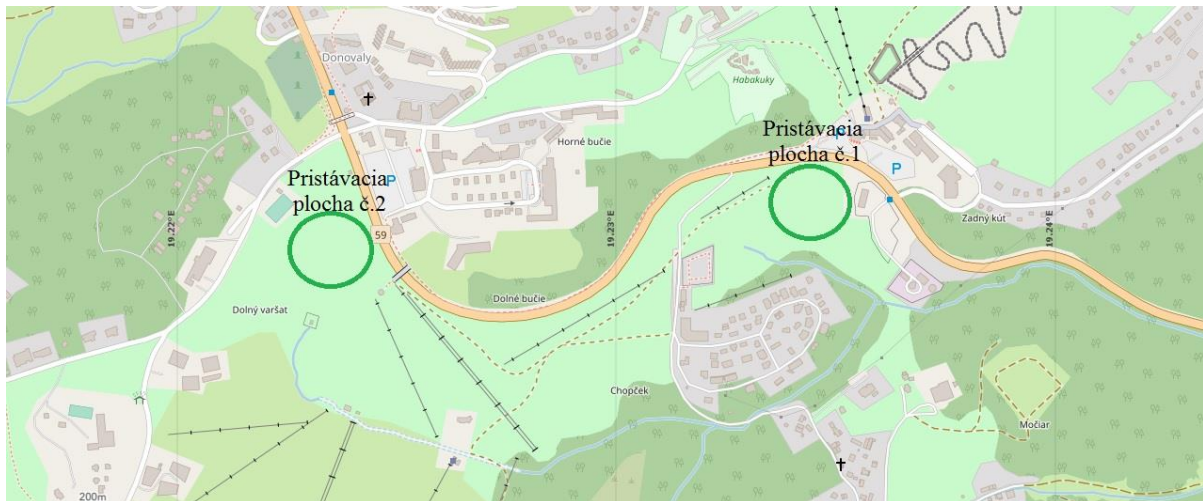 Donovaly
Habakuky
Horné bučie
Pristávacia
plocha č.1
P
P
Pristávacia
plocha č.2
P
59
19.22°E
19.23°E
19.24°E
Zadný kút
Dolné bučie
Dolný varšat
Chopček
Močiar
200m